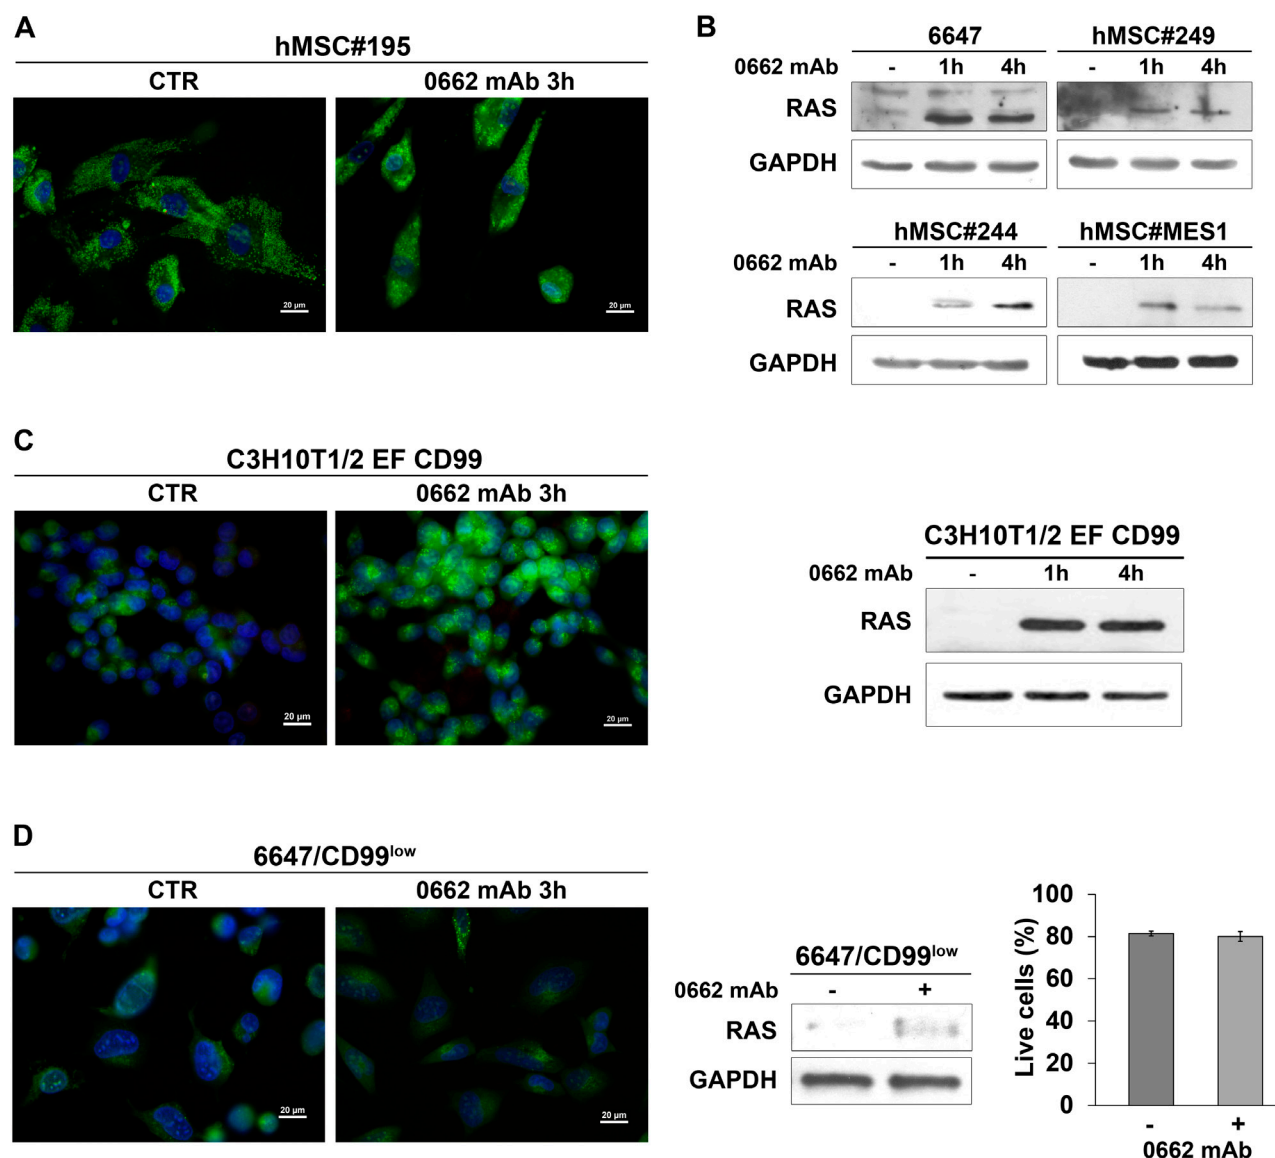 A
hMSC#195
CTR
0662 mAb 3h
20 µm
20 µm
B
6647
hMSC#249
0662 mAb - 1h 4h - 1h 4h
RAS
GAPDH
hMSC#244
hMSC#MES1
0662 mAb - 1h 4h - 1h 4h
RAS
GAPDH
C
C3H10T1/2 EF CD99
CTR
0662 mAb 3h
20 µm
20 µm
C3H10T1/2 EF CD99
0662 mAb - 1h 4h
RAS
GAPDH
D
6647/CD99low
CTR
0662 mAb 3h
20 µm
20 µm
6647/CD99low
0662 mAb - +
RAS
GAPDH
Live cells (%)
100
80
60
40
20
0
- +
0662 mAb